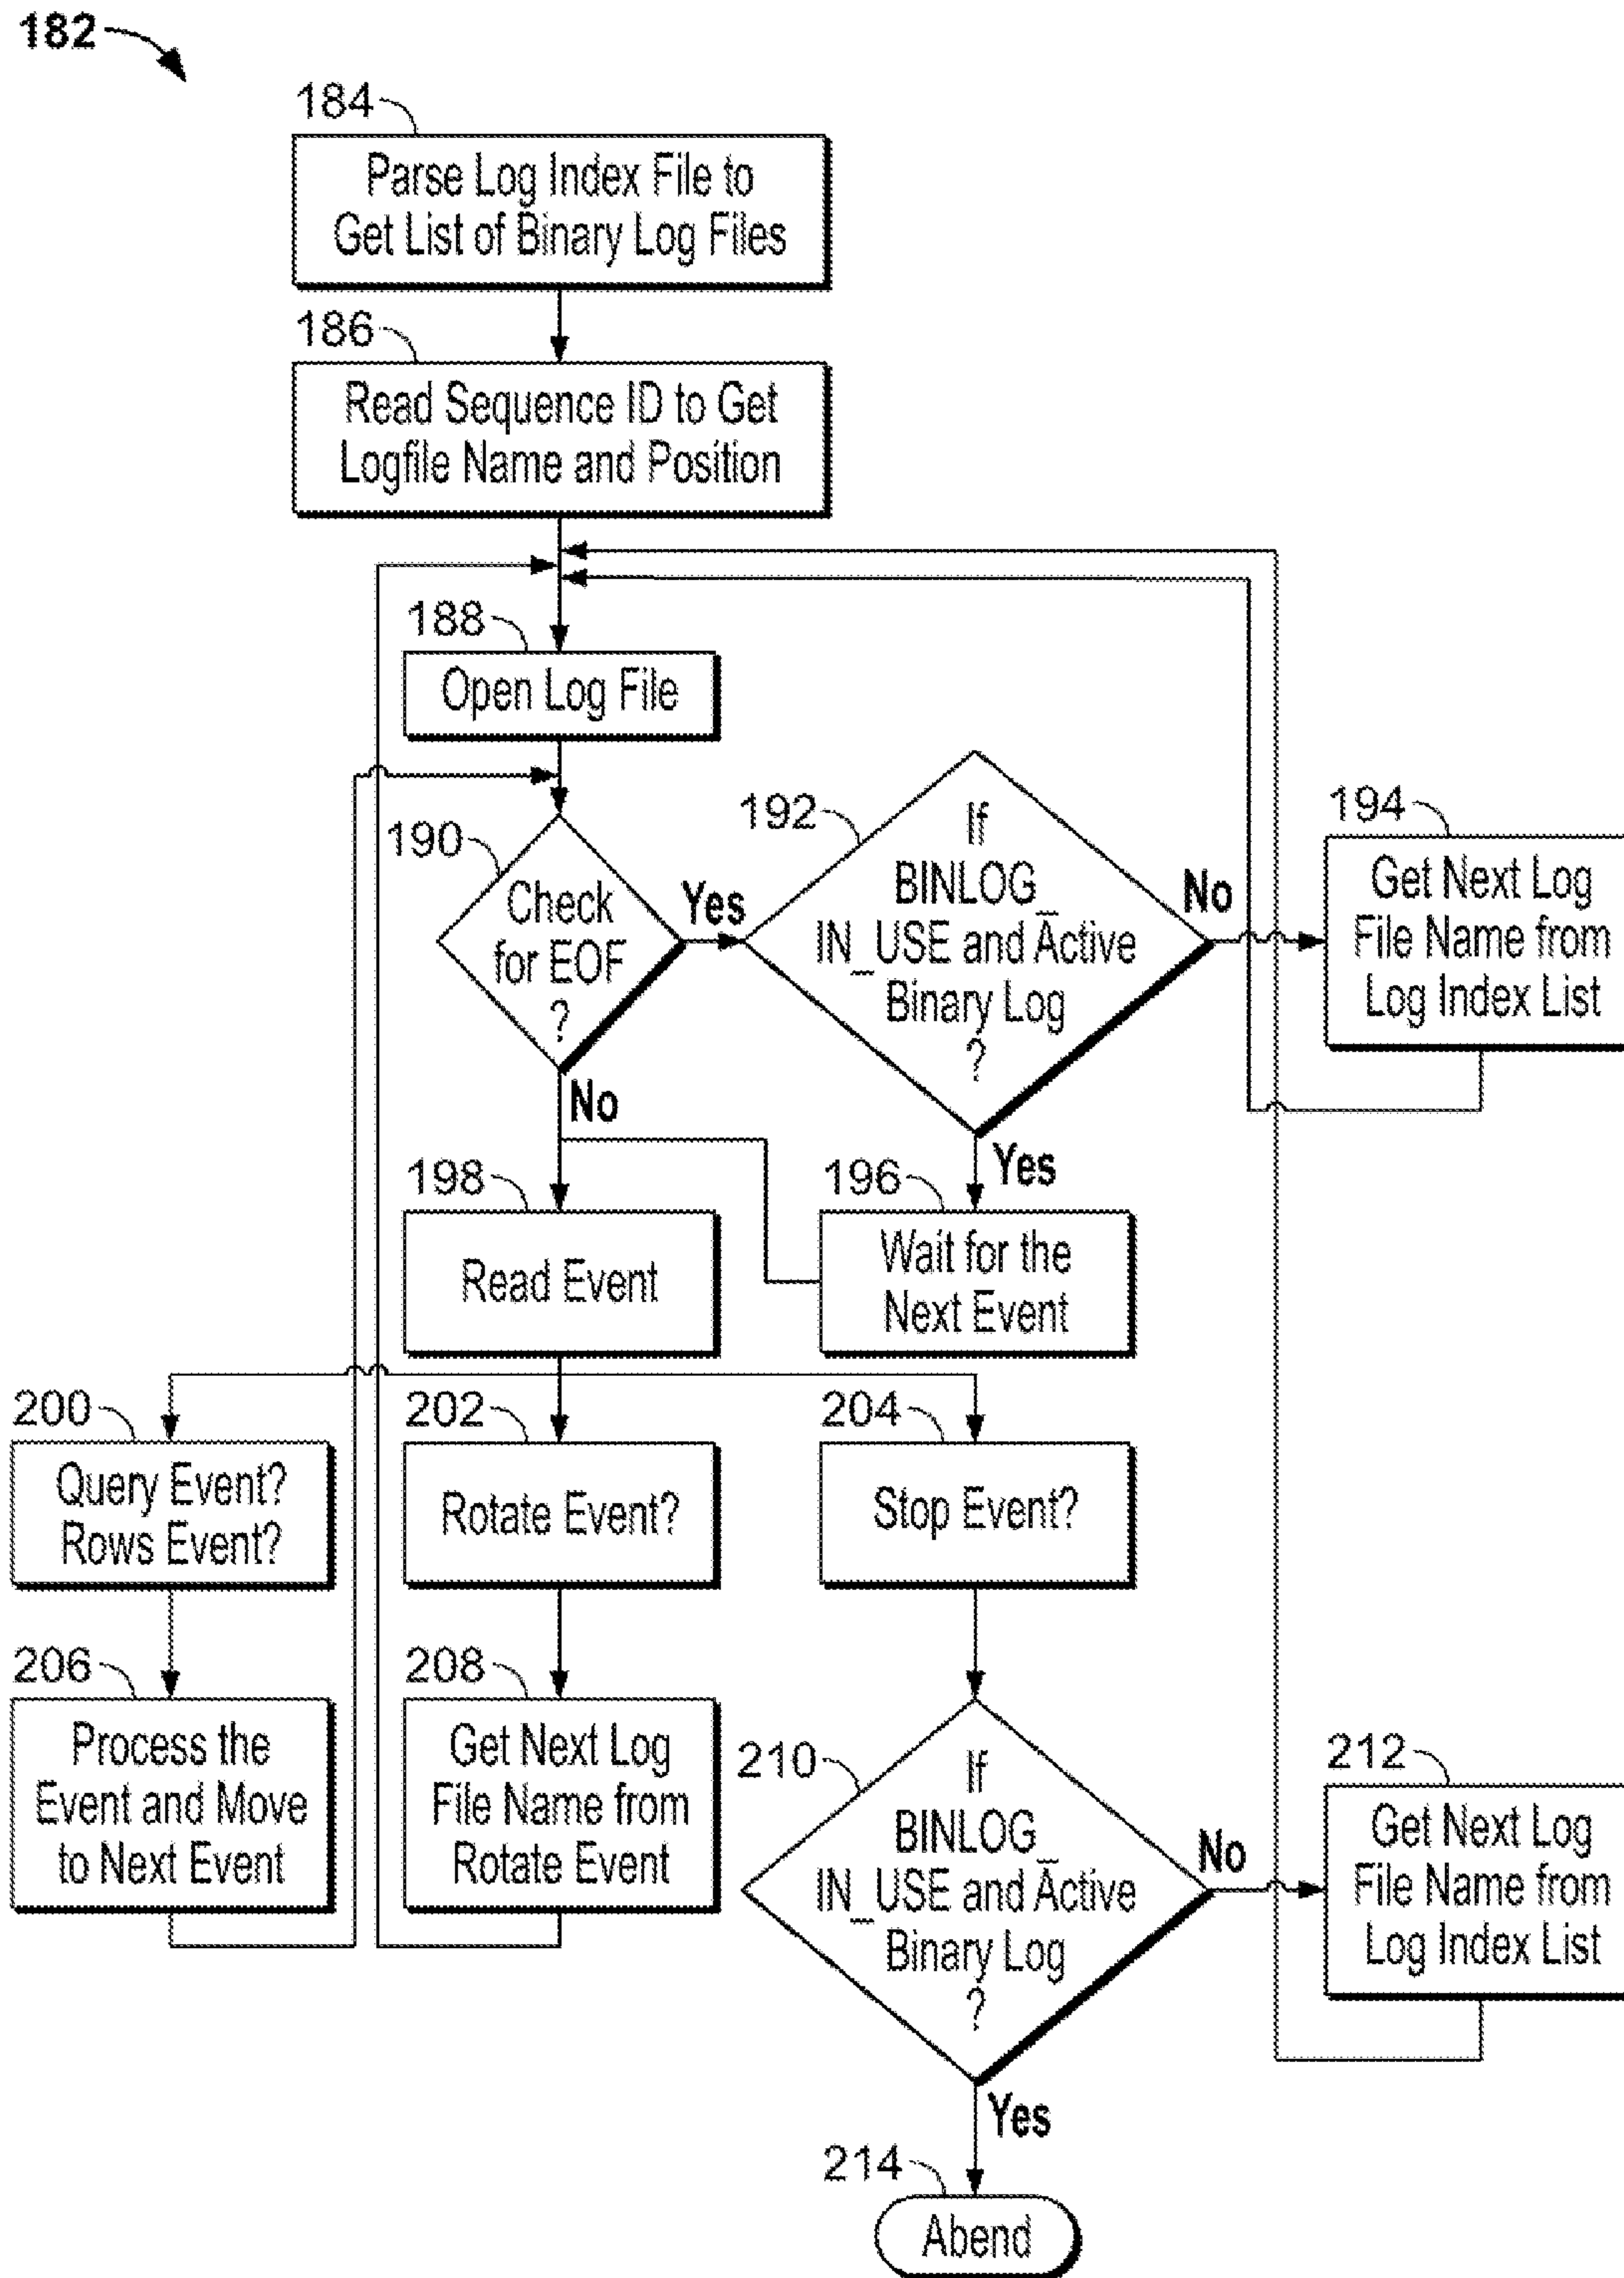 182
184
Parse Log Index File to
Get List of Binary Log Files
186
Read Sequence ID to Get
Logfile Name and Position
188
Open Log File
190
Check
for EOF
?
Yes
No
192
If
BINLOG_
IN_USE and Active
Binary Log
?
No
Yes
194
Get Next Log
File Name from
Log Index List
196
Wait for the
Next Event
198
Read Event
200
Query Event?
Rows Event?
202
Rotate Event?
204
Stop Event?
206
Process the
Event and Move
to Next Event
208
Get Next Log
File Name from
Rotate Event
210
If
BINLOG_
IN_USE and Active
Binary Log
?
No
Yes
212
Get Next Log
File Name from
Log Index List
214
Abend